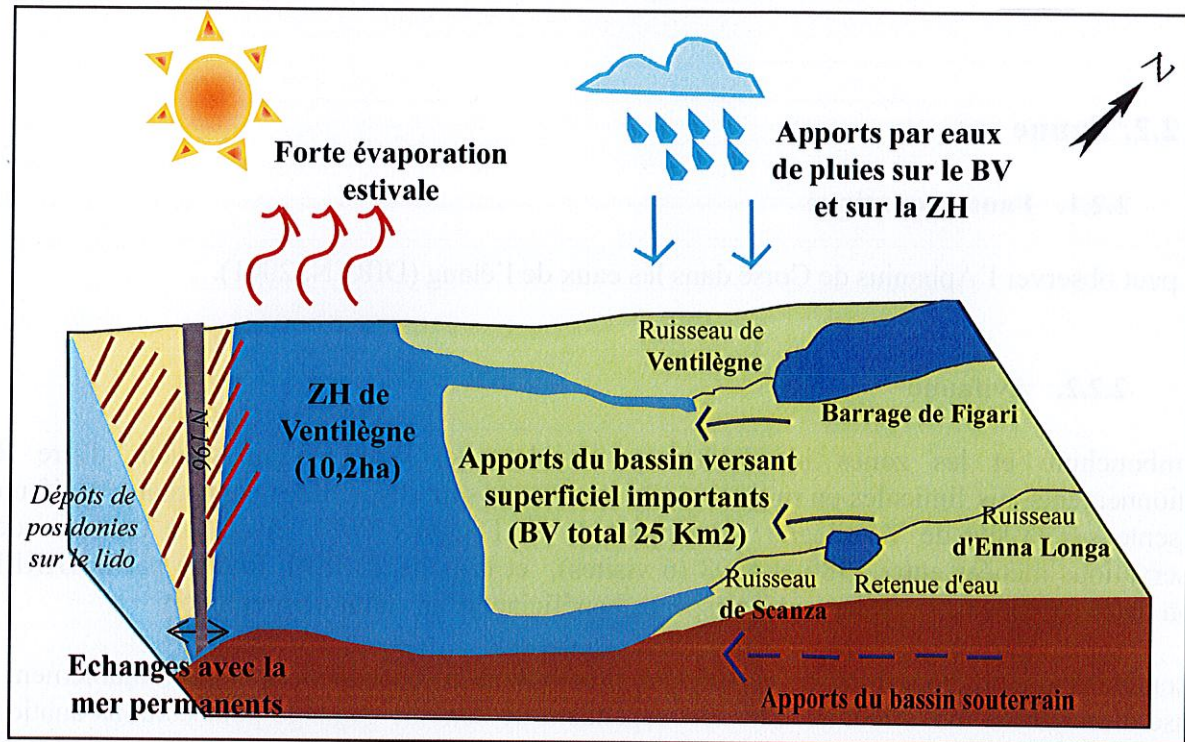 N
Forte évaporation
estivale
Apports par eaux
de pluies sur le BV
et sur la ZH
Ruisseau de
Ventilègne
Barrage de Figari
N 196
ZH de
Ventilègne
(10,2ha)
Apports du bassin versant
superficiel importants
(BV total 25 Km2)
Dépôts de
posidonies
sur le lido
Ruisseau
d'Enna Longa
Retenue d'eau
Ruisseau
de Scanza
Echanges avec la
mer permanents
Apports du bassin souterrain